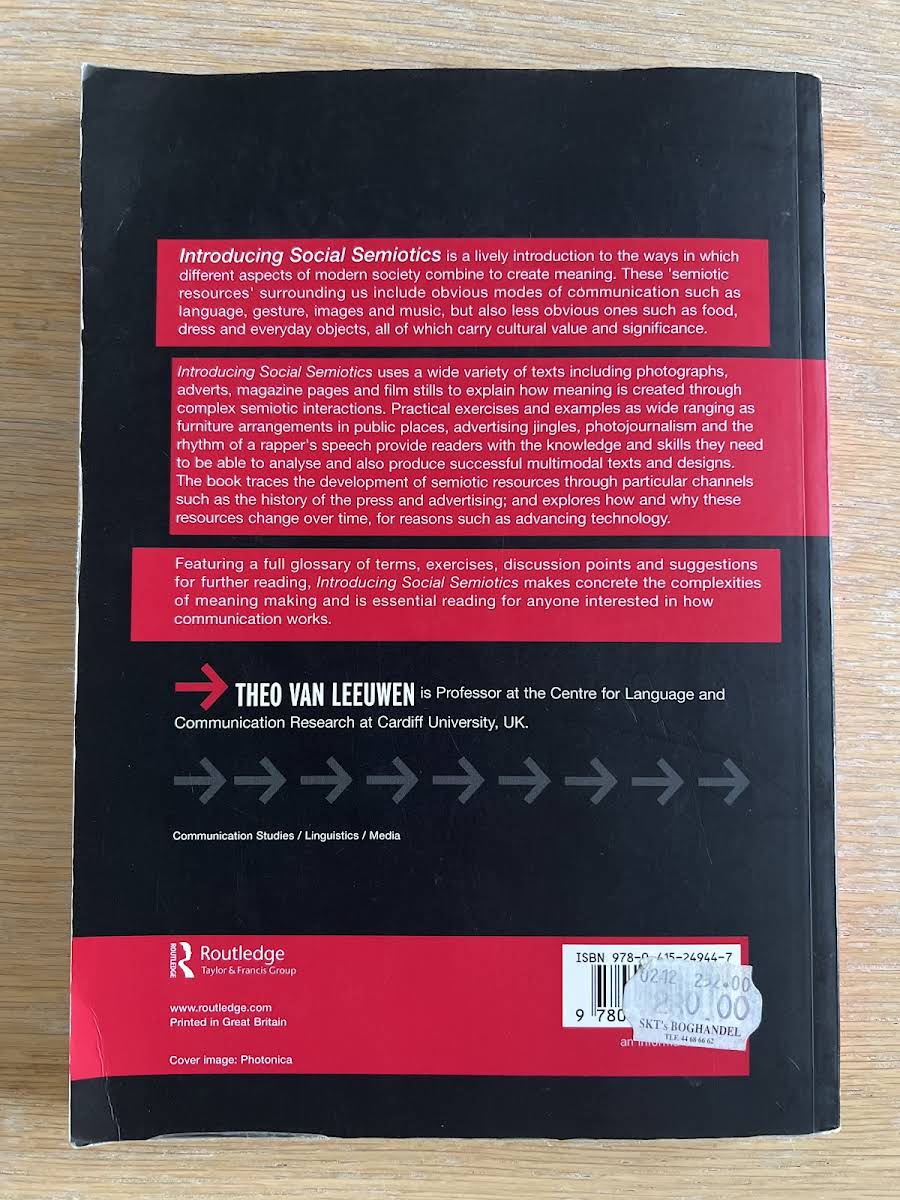 Introducing Social Semiotics is a lively introduction to the ways in which
different aspects of modern society combine to create meaning. These 'semiotic
resources' surrounding us include obvious modes of communication such as
language, gesture, images and music, but also less obvious ones such as food,
dress and everyday objects, all of which carry cultural value and significance.
Introducing Social Semiotics uses a wide variety of texts including photographs,
adverts, magazine pages and film stills to explain how meaning is created through
complex semiotic interactions. Practical exercises and examples as wide ranging as
furniture arrangements in public places, advertising jingles, photojournalism and the
rhythm of a rapper's speech provide readers with the knowledge and skills they need
to be able to analyse and also produce successful multimodal texts and designs.
The book traces the development of semiotic resources through particular channels
such as the history of the press and advertising; and explores how and why these
resources change over time, for reasons such as advancing technology.
Featuring a full glossary of terms, exercises, discussion points and suggestions
for further reading, Introducing Social Semiotics makes concrete the complexities
of meaning making and is essential reading for anyone interested in how
communication works.
THEO VAN LEEUWEN is Professor at the Centre for Language and
Communication Research at Cardiff University, UK.
Communication Studies / Linguistics / Media
ROUTLEDGE
Routledge
Taylor & Francis Group
www.routledge.com
Printed in Great Britain
Cover image: Photonica
ISBN 978-0-415-24944-7
9 780
0212 232.00
SKT's BOGHANDEL
TLF. 44 68 66 62
an